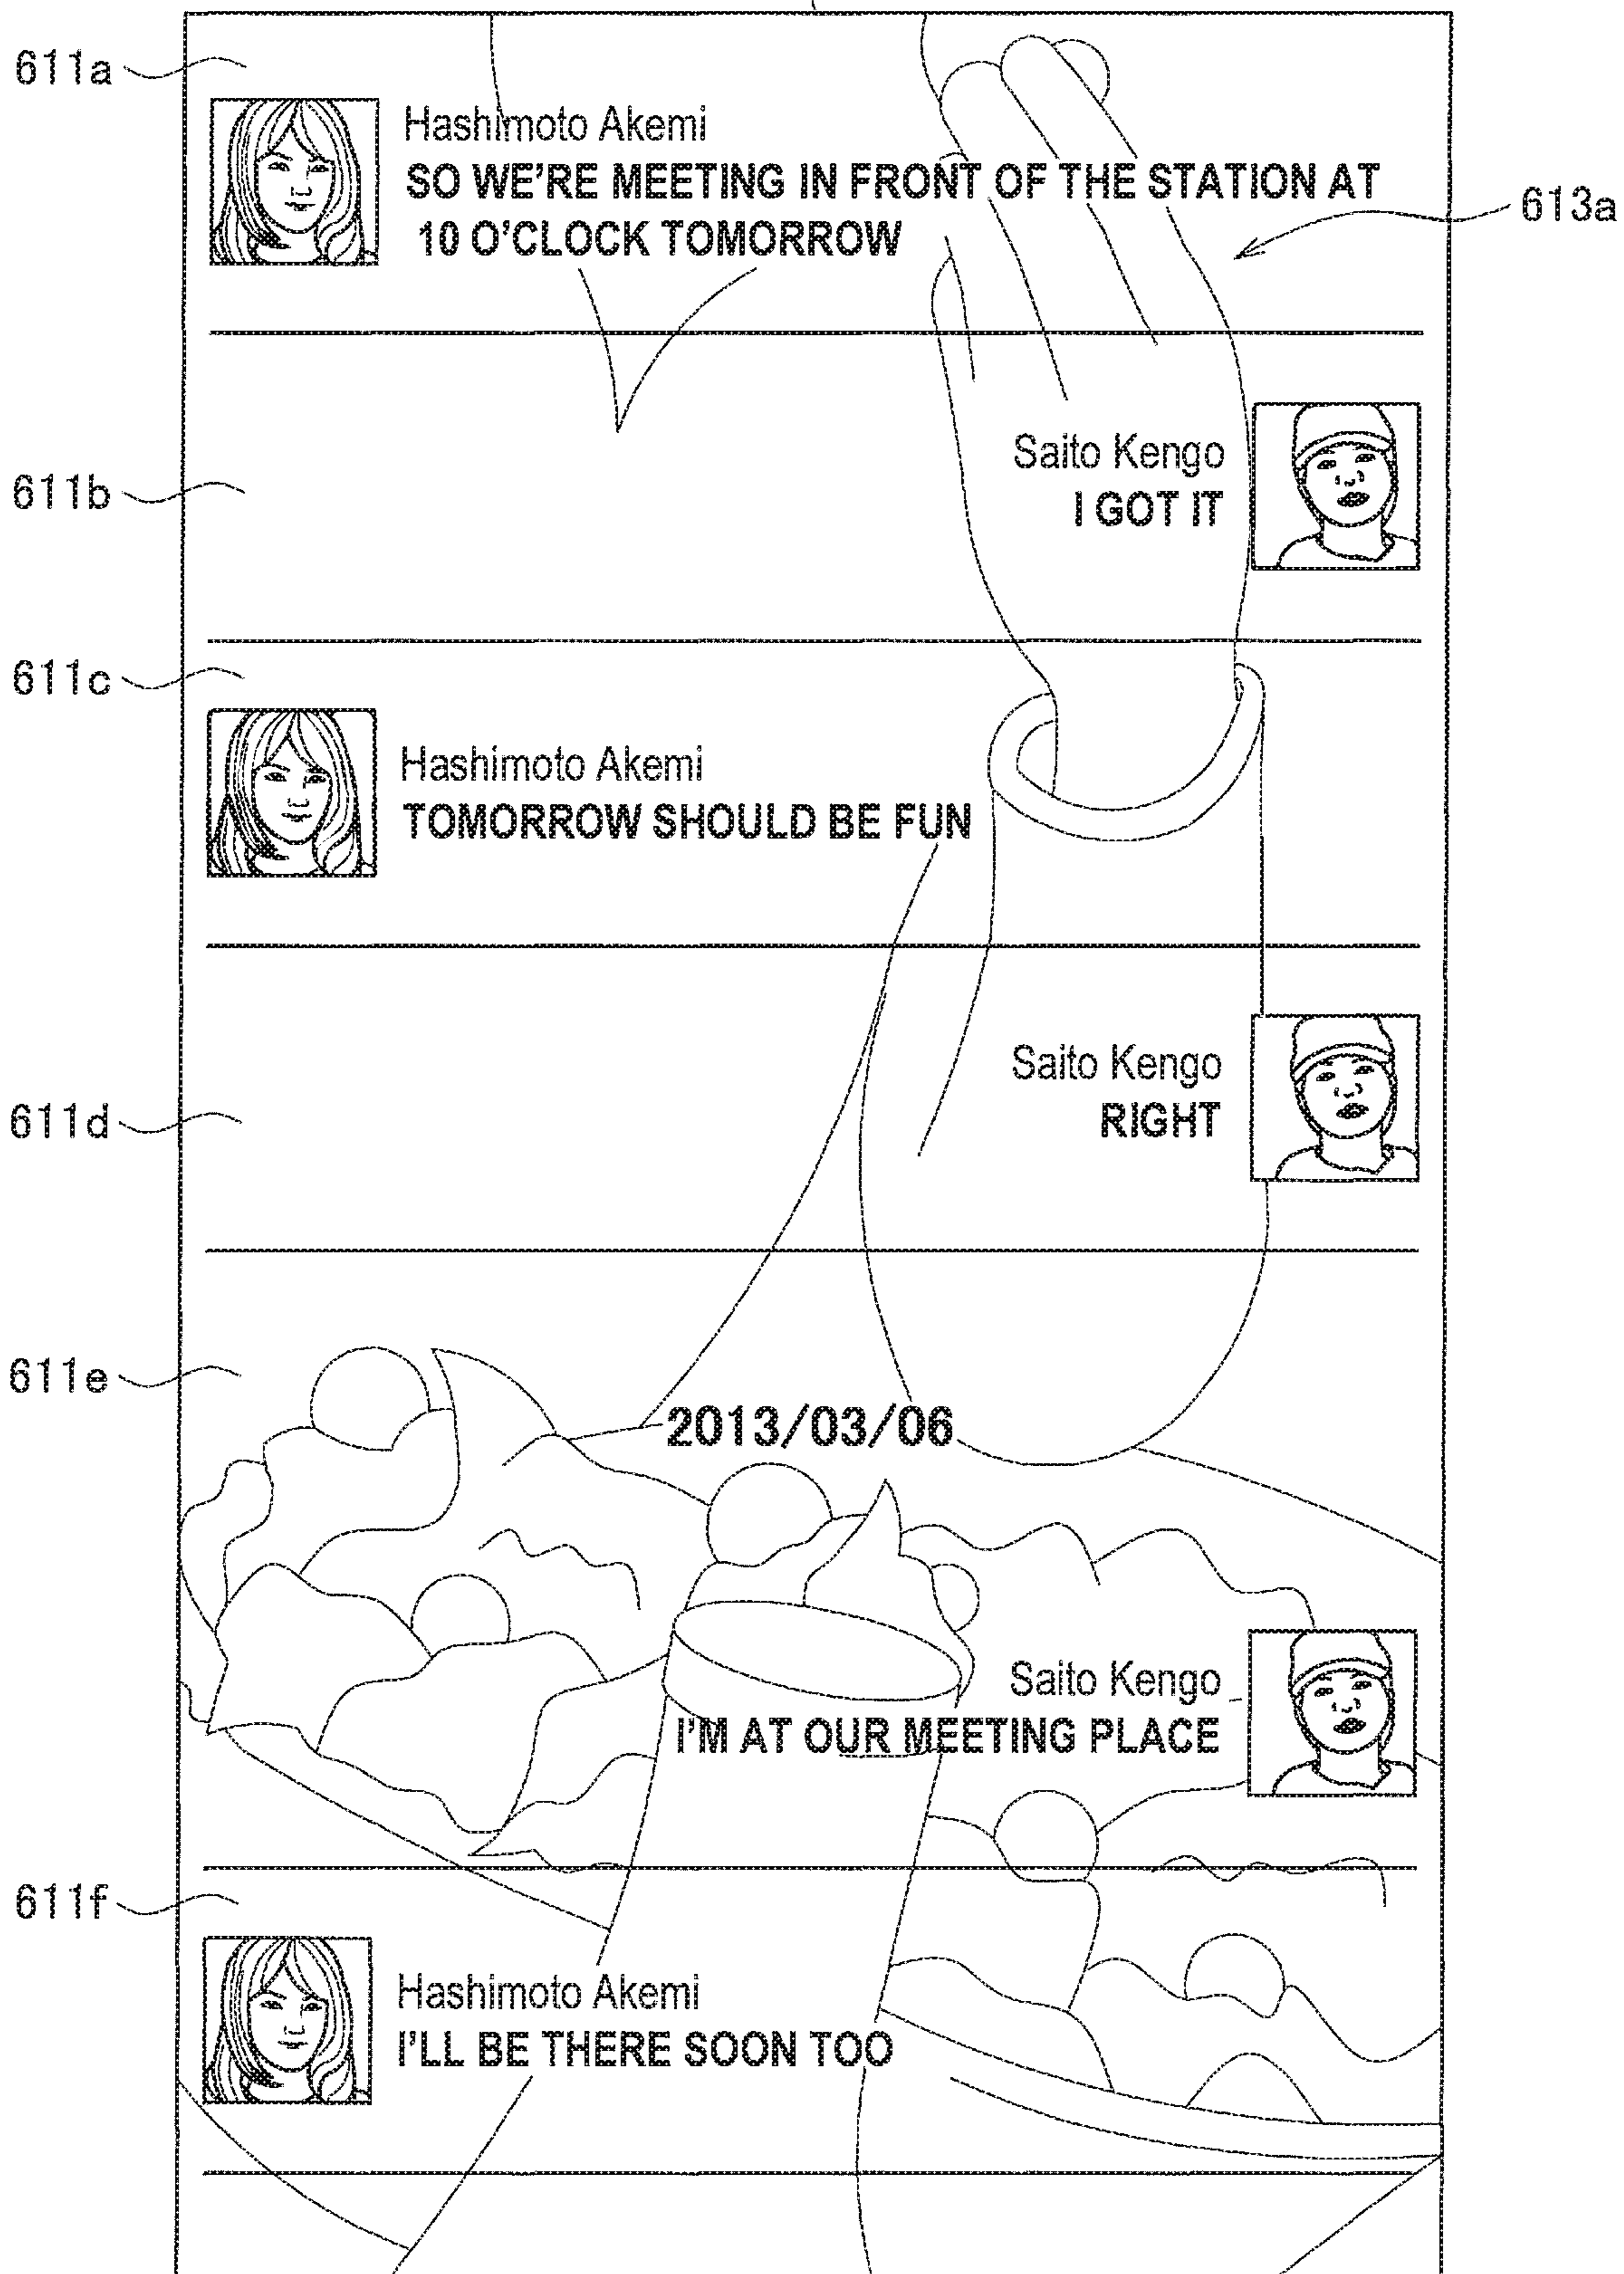 611a
Hashimoto Akemi
SO WE'RE MEETING IN FRONT OF THE STATION AT
10 O'CLOCK TOMORROW
613a
611b
Saito Kengo
I GOT IT
611c
Hashimoto Akemi
TOMORROW SHOULD BE FUN
611d
Saito Kengo
RIGHT
611e
2013/03/06
Saito Kengo
I'M AT OUR MEETING PLACE
611f
Hashimoto Akemi
I'LL BE THERE SOON TOO